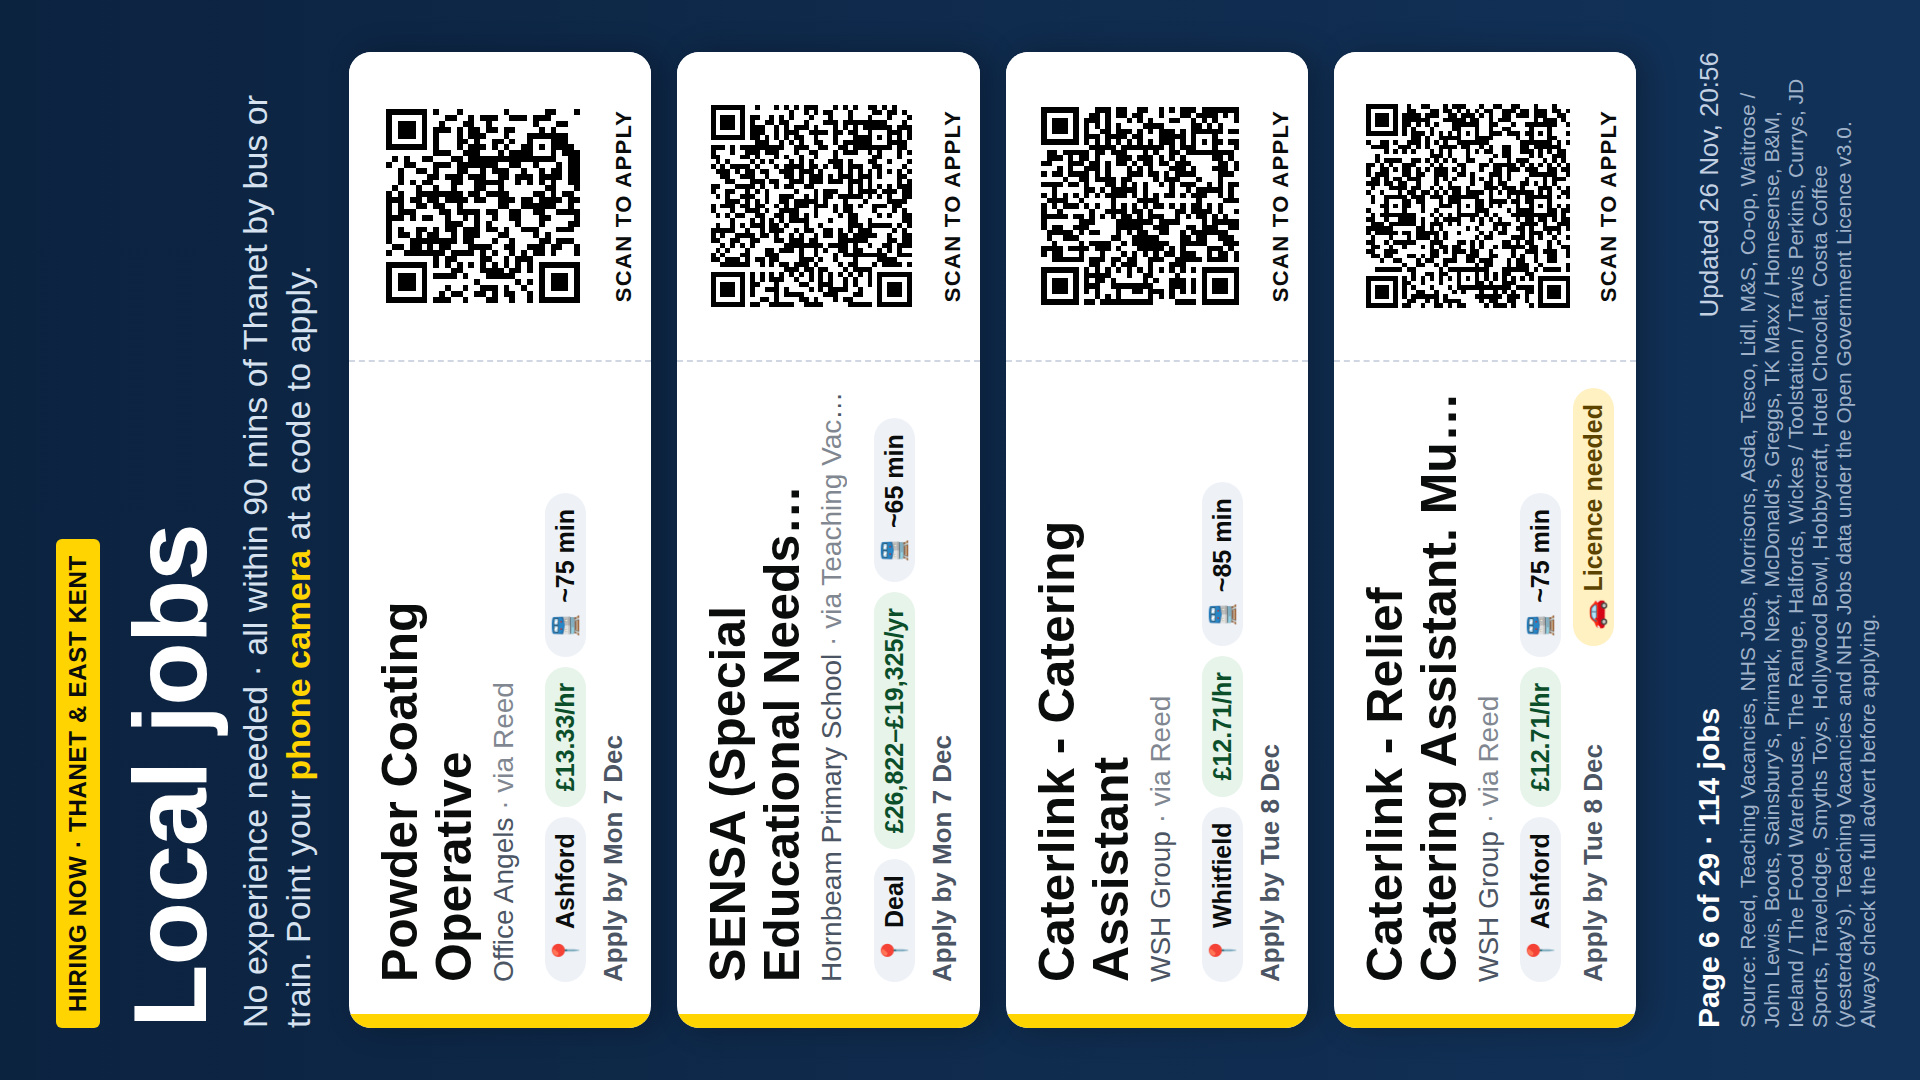 HIRING NOW · THANET & EAST KENT
Local jobs
No experience needed · all within 90 mins of Thanet by bus or
train. Point your phone camera at a code to apply.
Powder Coating
Operative
Office Angels · via Reed
📍 Ashford £13.33/hr 🚆 ~75 min
Apply by Mon 7 Dec
SCAN TO APPLY
SENSA (Special
Educational Needs…
Hornbeam Primary School · via Teaching Vac…
📍 Deal £26,822–£19,325/yr 🚆 ~65 min
Apply by Mon 7 Dec
SCAN TO APPLY
Caterlink - Catering
Assistant
WSH Group · via Reed
📍 Whitfield £12.71/hr 🚆 ~85 min
Apply by Tue 8 Dec
SCAN TO APPLY
Caterlink - Relief
Catering Assistant. Mu…
WSH Group · via Reed
📍 Ashford £12.71/hr 🚆 ~75 min
🚗 Licence needed
Apply by Tue 8 Dec
SCAN TO APPLY
Page 6 of 29 · 114 jobs
Updated 26 Nov, 20:56
Source: Reed, Teaching Vacancies, NHS Jobs, Morrisons, Asda, Tesco, Lidl, M&S, Co-op, Waitrose /
John Lewis, Boots, Sainsbury's, Primark, Next, McDonald's, Greggs, TK Maxx / Homesense, B&M,
Iceland / The Food Warehouse, The Range, Halfords, Wickes / Toolstation / Travis Perkins, Currys, JD
Sports, Travelodge, Smyths Toys, Hollywood Bowl, Hobbycraft, Hotel Chocolat, Costa Coffee
(yesterday's). Teaching Vacancies and NHS Jobs data under the Open Government Licence v3.0.
Always check the full advert before applying.